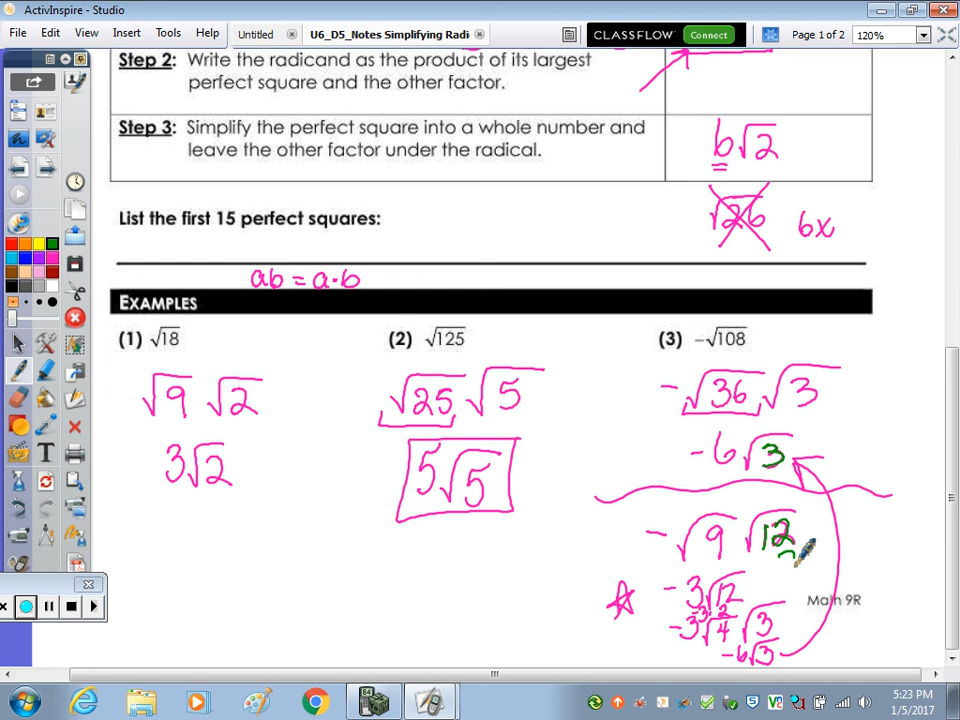 ActivInspire - Studio
File Edit View Insert Tools Help Untitled U6_D5_Notes Simplifying Radi CLASSFLOW Connect Page 1 of 2 120%
Step 2: Write the radicand as the product of its largest
perfect square and the other factor.
Step 3: Simplify the perfect square into a whole number and
leave the other factor under the radical.
b√2
List the first 15 perfect squares:
√26 6x
ab = a·b
EXAMPLES
(1) √18 (2) √125 (3) –√108
√9 √2 √25 √5 -√36 √3
3√2 5√5 -6√3
-√9 √12
-3√12
-3·2
-3√4 √3
-6√3
Math 9R
84
5:23 PM
1/5/2017